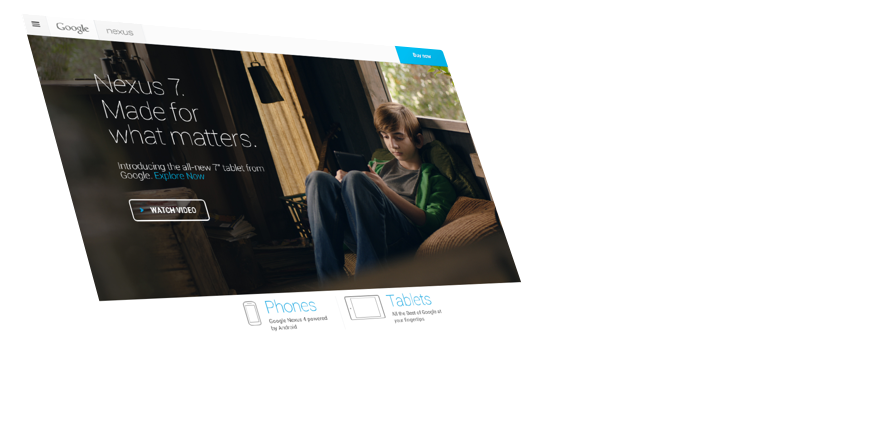 Google nexus
Buy now
Nexus 7.
Made for
what matters.
Introducing the all-new 7" tablet from
Google. Explore Now
WATCH VIDEO
Phones
Google Nexus 4 powered
by Android
Tablets
All the Best of Google at
your fingertips